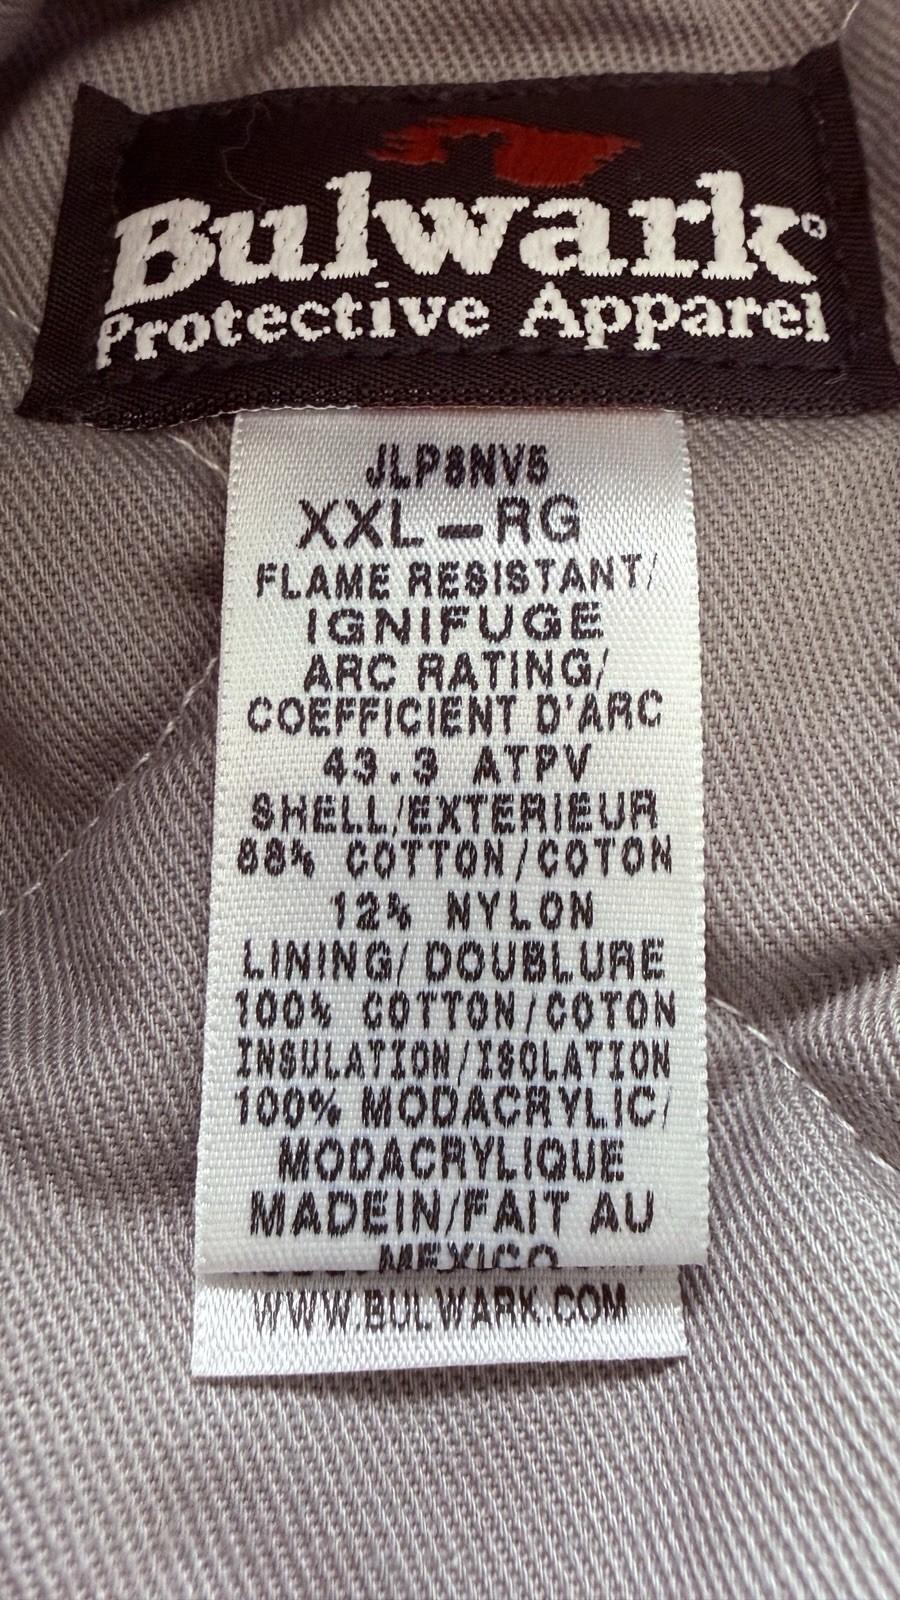 Bulwark®
Protective Apparel
JLP8NV5
XXL-RG
FLAME RESISTANT/
IGNIFUGE
ARC RATING/
COEFFICIENT D'ARC
43.3 ATPV
SHELL/EXTERIEUR
88% COTTON/COTON
12% NYLON
LINING/ DOUBLURE
100% COTTON/COTON
INSULATION/ISOLATION
100% MODACRYLIC/
MODACRYLIQUE
MADEIN/FAIT AU
MEXICO
WWW.BULWARK.COM